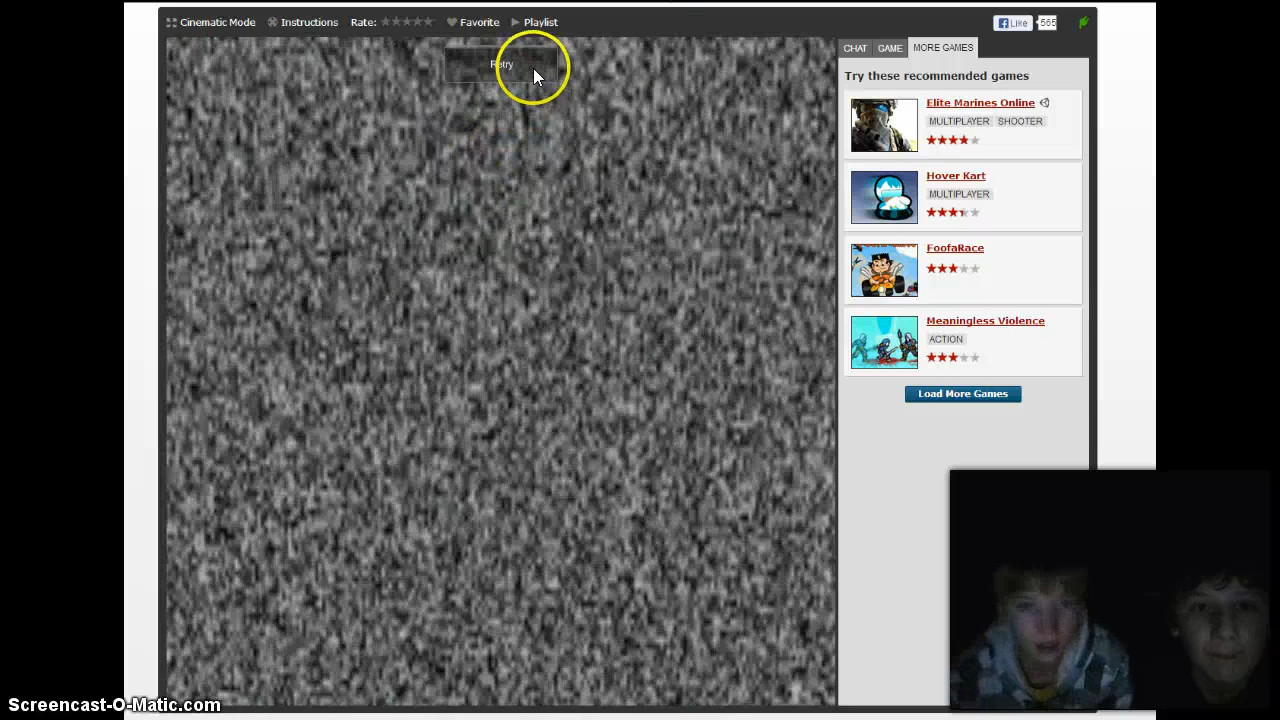 Cinematic Mode Instructions Rate: Favorite Playlist Like 565
Retry
CHAT GAME MORE GAMES
Try these recommended games
Elite Marines Online
MULTIPLAYER SHOOTER
Hover Kart
MULTIPLAYER
FoofaRace
Meaningless Violence
ACTION
Load More Games
Screencast-O-Matic.com